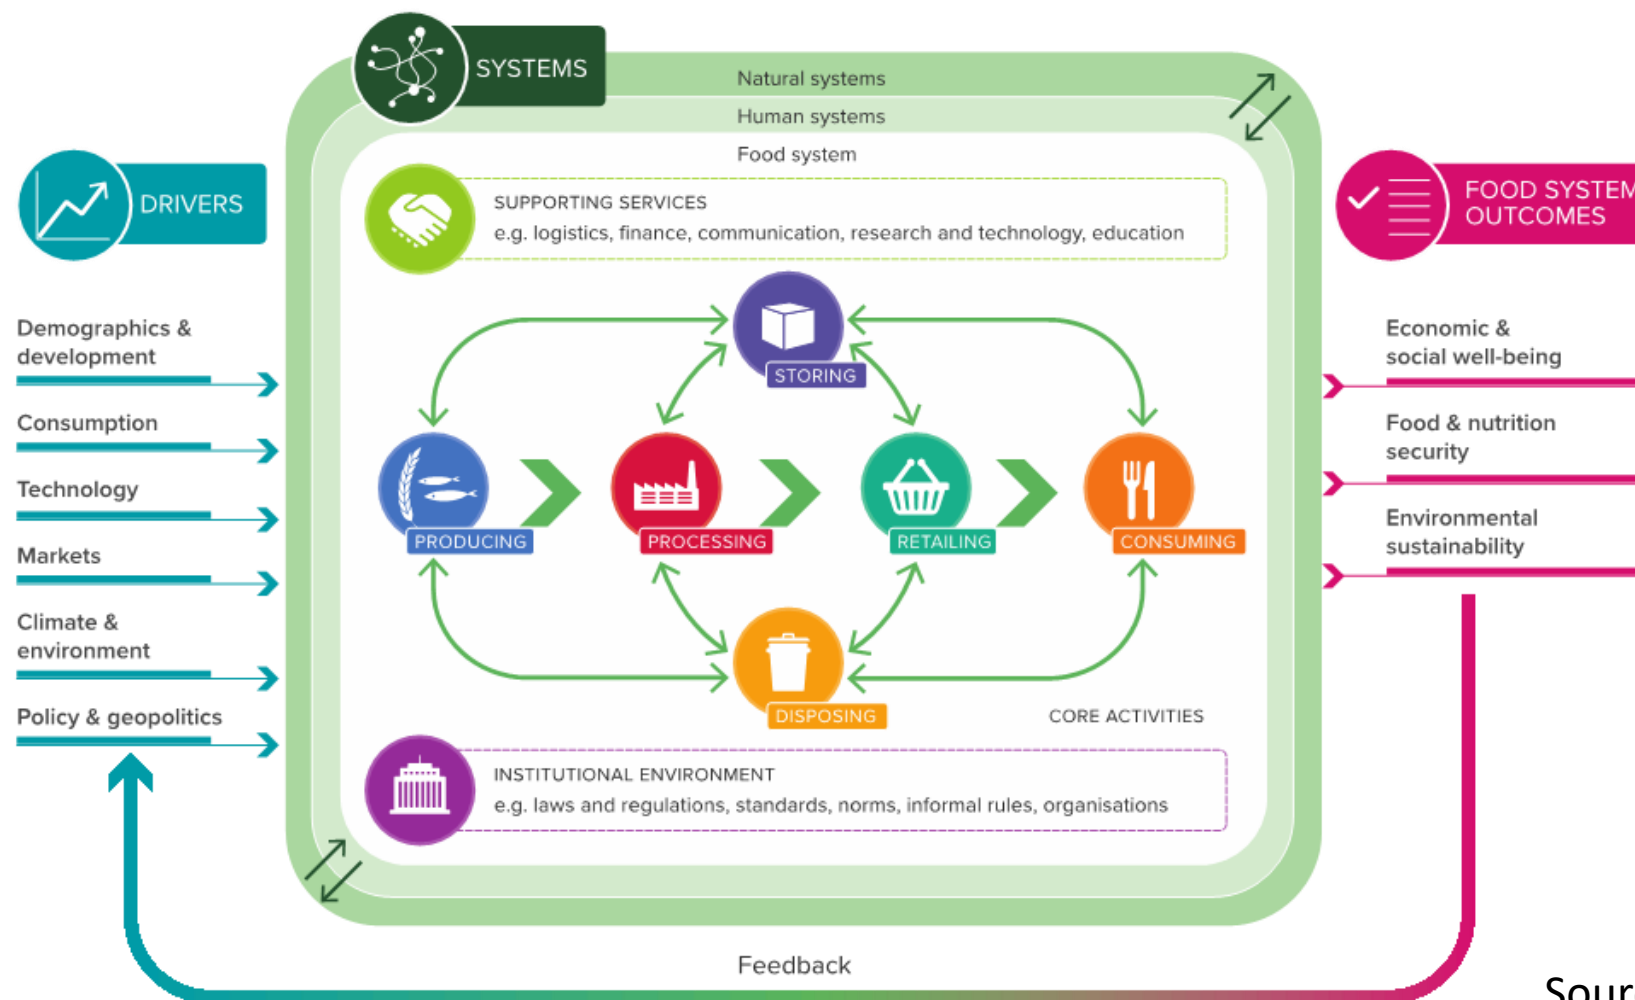 SYSTEMS
Natural systems
Human systems
Food system
DRIVERS
Demographics &
development
Consumption
Technology
Markets
Climate &
environment
Policy & geopolitics
SUPPORTING SERVICES
e.g. logistics, finance, communication, research and technology, education
STORING
PRODUCING
PROCESSING
RETAILING
CONSUMING
DISPOSING
CORE ACTIVITIES
INSTITUTIONAL ENVIRONMENT
e.g. laws and regulations, standards, norms, informal rules, organisations
FOOD SYSTEM
OUTCOMES
Economic &
social well-being
Food & nutrition
security
Environmental
sustainability
Feedback